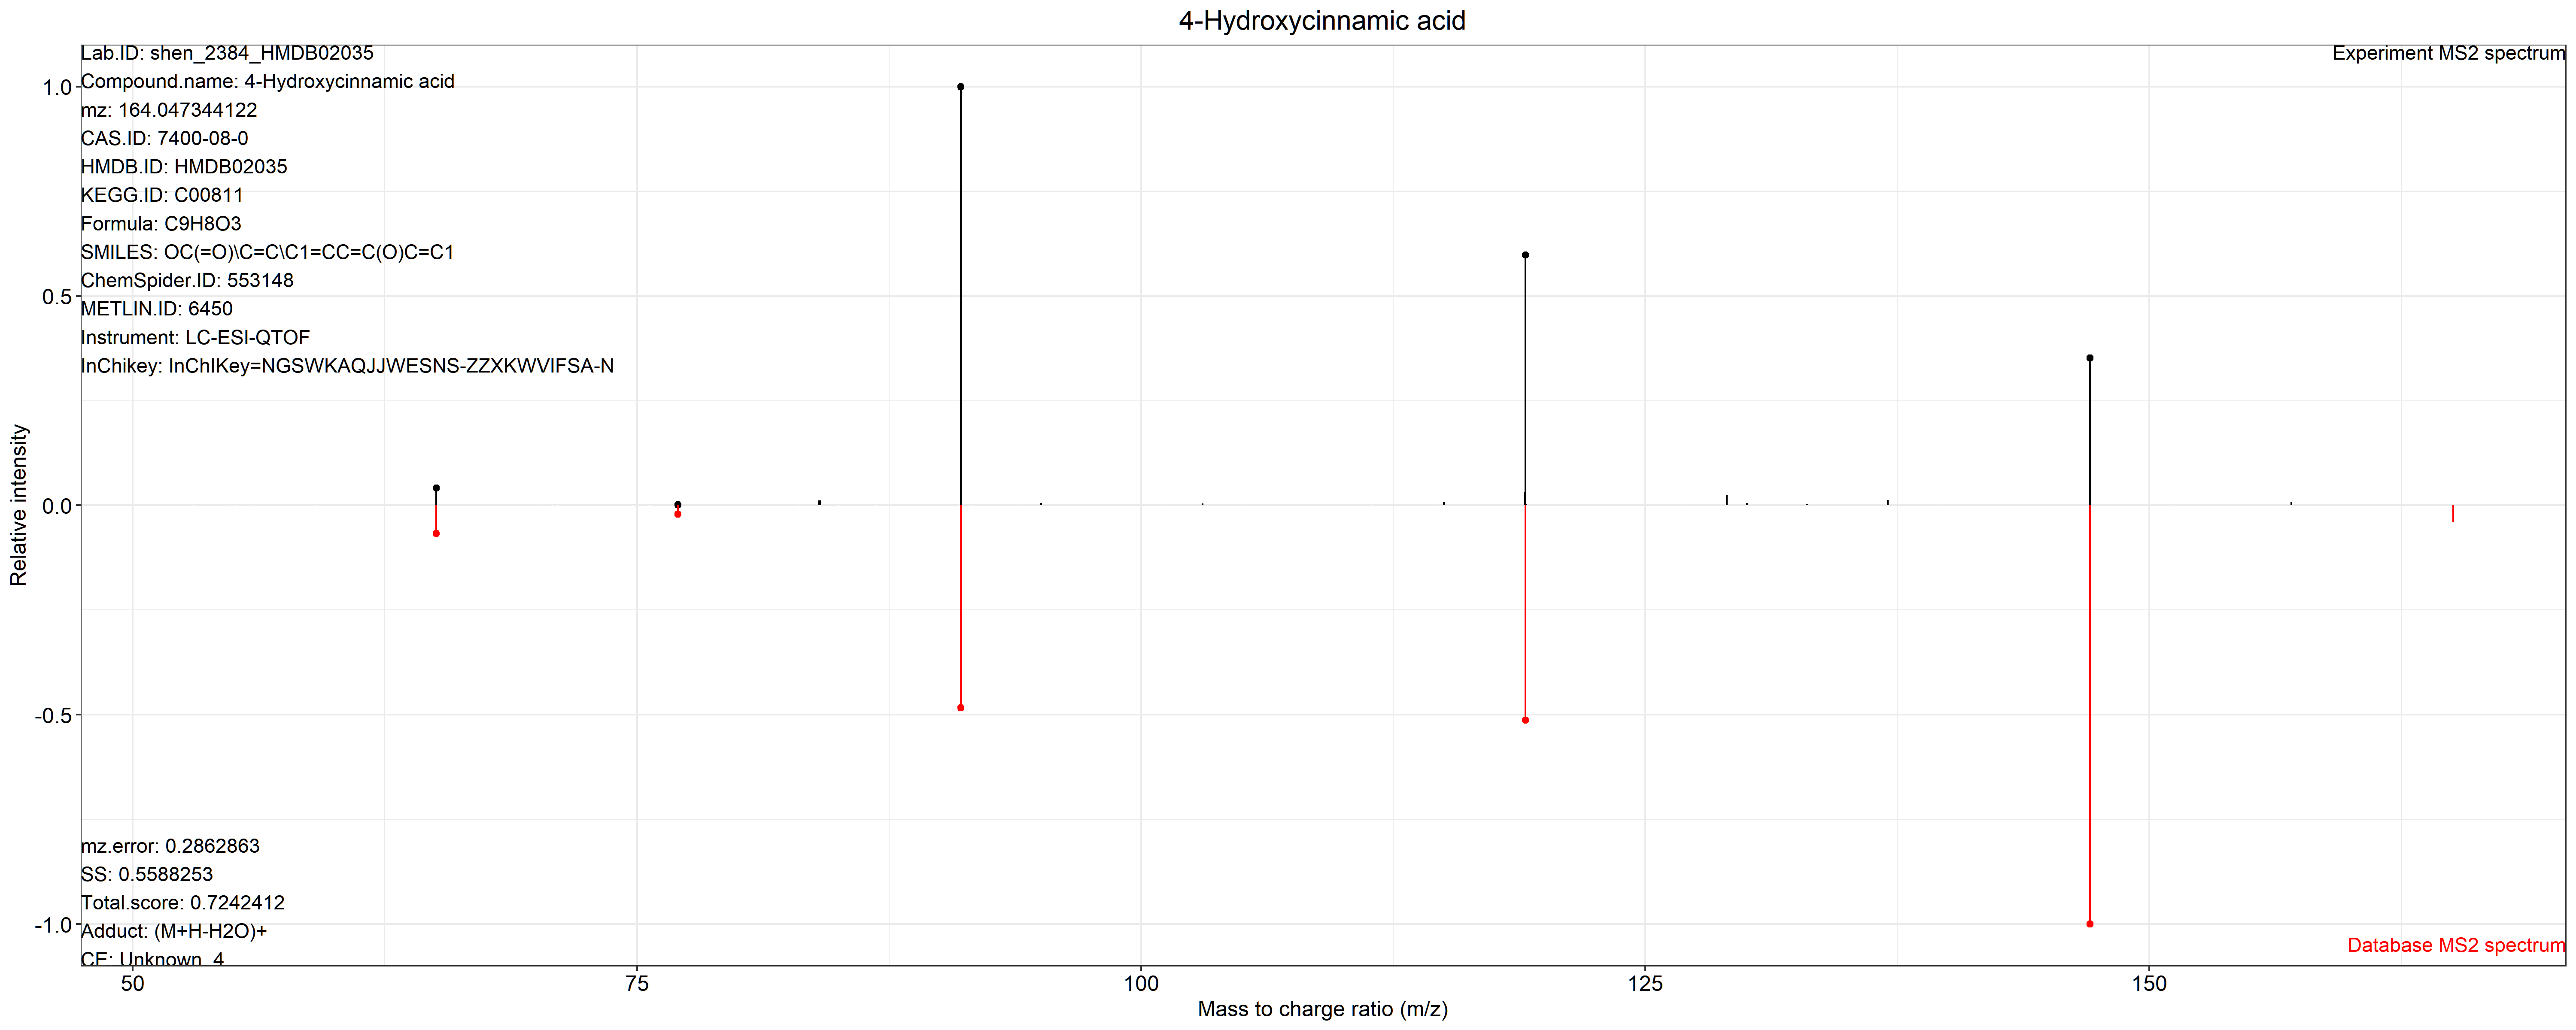 4-Hydroxycinnamic acid
Lab.ID: shen_2384_HMDB02035
Experiment MS2 spectrum
Compound.name: 4-Hydroxycinnamic acid
mz: 164.047344122
CAS.ID: 7400-08-0
HMDB.ID: HMDB02035
KEGG.ID: C00811
Formula: C9H8O3
SMILES: OC(=O)\C=C\C1=CC=C(O)C=C1
ChemSpider.ID: 553148
METLIN.ID: 6450
Instrument: LC-ESI-QTOF
InChikey: InChIKey=NGSWKAQJJWESNS-ZZXKWVIFSA-N
1.0
0.5
0.0
-0.5
-1.0
Relative intensity
mz.error: 0.2862863
SS: 0.5588253
Total.score: 0.7242412
Adduct: (M+H-H2O)+
CE: Unknown_4
Database MS2 spectrum
50 75 100 125 150
Mass to charge ratio (m/z)